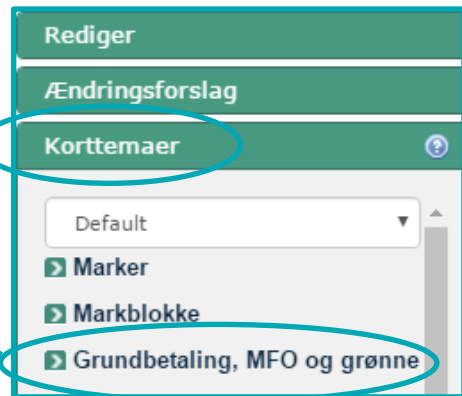 Rediger
Ændringsforslag
Korttemaer
Default
Marker
Markblokke
Grundbetaling, MFO og grønne